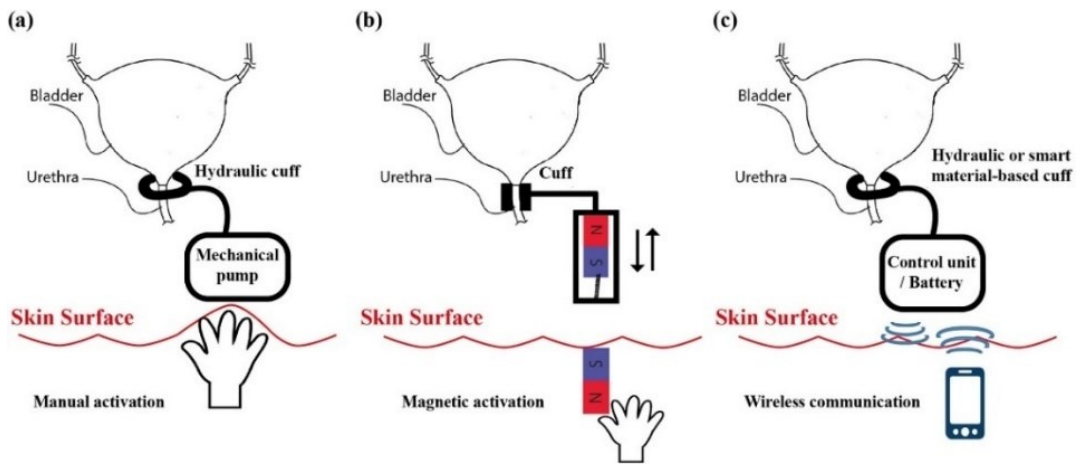 (a)
Bladder
Urethra
Hydraulic cuff
Mechanical
pump
Skin Surface
Manual activation
(b)
Bladder
Urethra
Cuff
N
S
Skin Surface
S
N
Magnetic activation
(c)
Bladder
Urethra
Hydraulic or smart
material-based cuff
Control unit
/ Battery
Skin Surface
Wireless communication